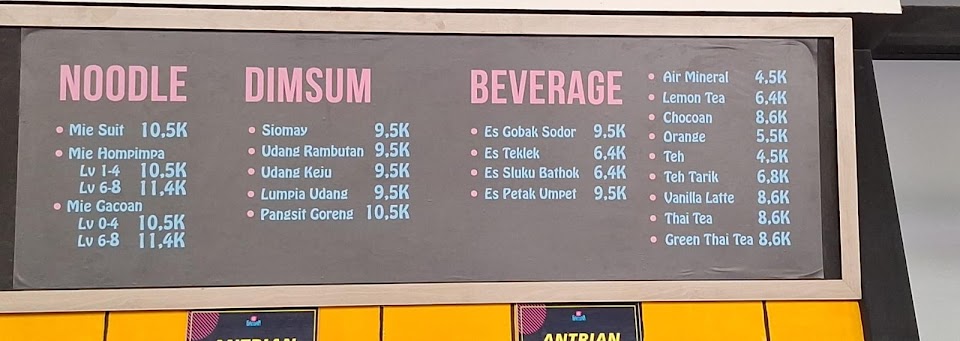 NOODLE
Mie Suit 10,5K
Mie Hompimpa
Lv 1-4 10,5K
Lv 6-8 11,4K
Mie Gacoan
Lv 0-4 10,5K
Lv 6-8 11,4K
DIMSUM
Siomay 9,5K
Udang Rambutan 9,5K
Udang Keju 9,5K
Lumpia Udang 9,5K
Pangsit Goreng 10,5K
BEVERAGE
Es Gobak Sodor 9,5K
Es Teklek 6,4K
Es Sluku Bathok 6,4K
Es Petak Umpet 9,5K
Air Mineral 4,5K
Lemon Tea 6,4K
Chocoan 8,6K
Orange 5,5K
Teh 4,5K
Teh Tarik 6,8K
Vanilla Latte 8,6K
Thai Tea 8,6K
Green Thai Tea 8,6K
ANTRIAN
ANTRIAN